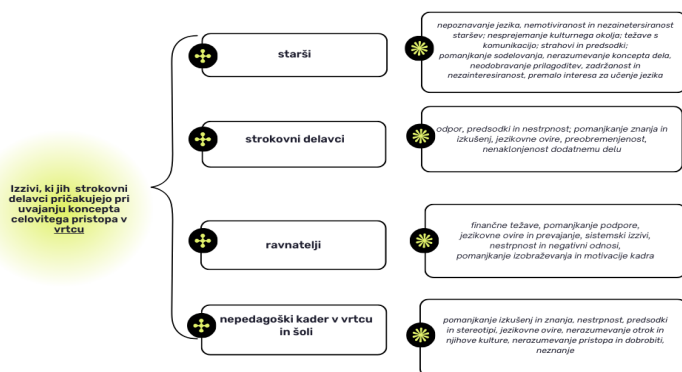 Izzivi, ki jih strokovni
delavci pričakujejo pri
uvajanju koncepta
celovitega pristopa v
vrtcu
starši
nepoznavanje jezika, nemotiviranost in nezainetersiranost
staršev; nesprejemanje kulturnega okolja; težave s
komunikacijo; strahovi in predsodki;
pomanjkanje sodelovanja, nerazumevanje koncepta dela,
neodobravanje prilagoditev, zadržanost in
nezainteresiranost, premalo interesa za učenje jezika
strokovni delavci
odpor, predsodki in nestrpnost; pomanjkanje znanja in
izkušenj, jezikovne ovire, preobremenjenost,
nenaklonjenost dodatnemu delu
ravnatelji
finančne težave, pomanjkanje podpore,
jezikovne ovire in prevajanje, sistemski izzivi,
nestrpnost in negativni odnosi,
pomanjkanje izobraževanja in motivacije kadra
nepedagoški kader v vrtcu
in šoli
pomanjkanje izkušenj in znanja, nestrpnost, predsodki
in stereotipi, jezikovne ovire, nerazumevanje otrok in
njihove kulture, nerazumevanje pristopa in dobrobiti,
neznanje